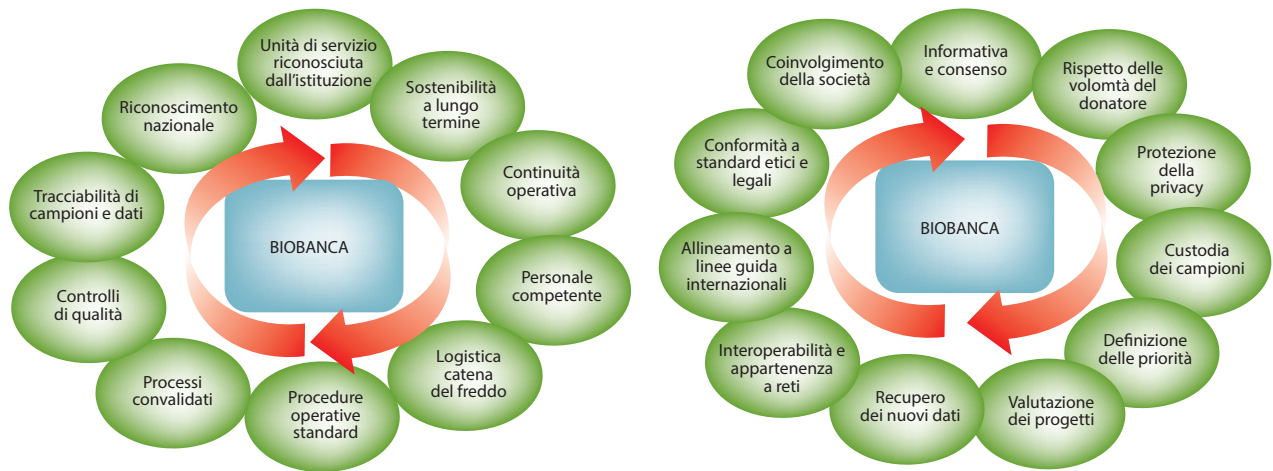 Unità di servizio
riconosciuta
dall'istituzione
Sostenibilità
a lungo
termine
Continuità
operativa
Personale
competente
Logistica
catena
del freddo
Procedure
operative
standard
Processi
convalidati
Controlli
di qualità
Tracciabilità di
campioni e dati
Riconoscimento
nazionale
BIOBANCA
Informativa
e consenso
Rispetto delle
volomtà del
donatore
Protezione
della
privacy
Custodia
dei campioni
Definizione
delle priorità
Valutazione
dei progetti
Recupero
dei nuovi dati
Interoperabilità e
appartenenza
a reti
Allineamento a
linee guida
internazionali
Conformità a
standard etici e
legali
Coinvolgimento
della società
BIOBANCA